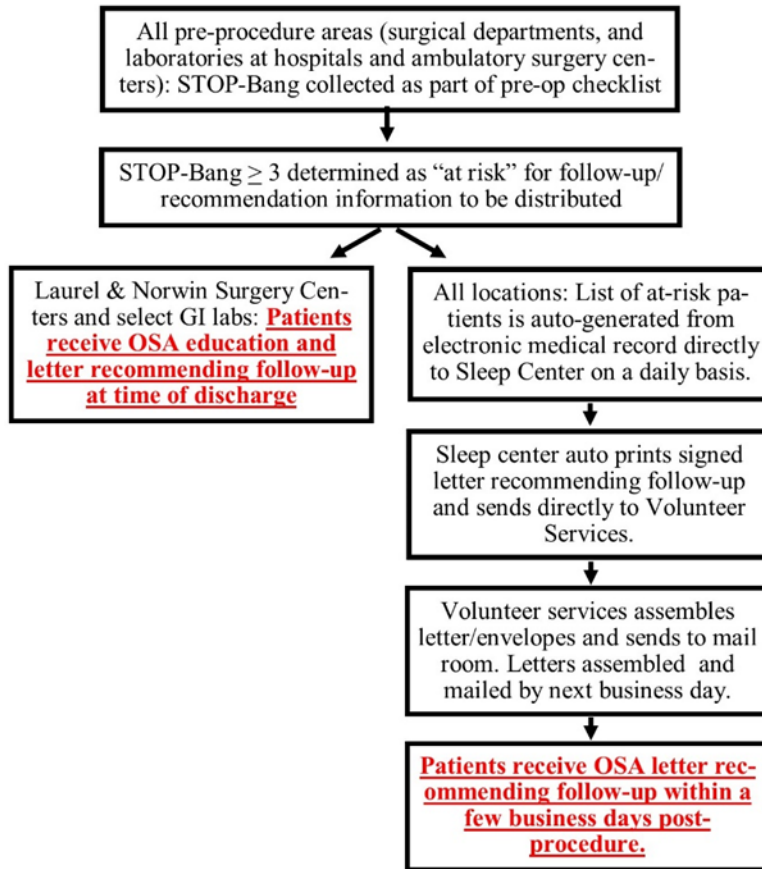 All pre-procedure areas (surgical departments, and
laboratories at hospitals and ambulatory surgery cen-
ters): STOP-Bang collected as part of pre-op checklist
STOP-Bang ≥ 3 determined as “at risk” for follow-up/
recommendation information to be distributed
Laurel & Norwin Surgery Cen-
ters and select GI labs: Patients
receive OSA education and
letter recommending follow-up
at time of discharge
All locations: List of at-risk pa-
tients is auto-generated from
electronic medical record directly
to Sleep Center on a daily basis.
Sleep center auto prints signed
letter recommending follow-up
and sends directly to Volunteer
Services.
Volunteer services assembles
letter/envelopes and sends to mail
room. Letters assembled and
mailed by next business day.
Patients receive OSA letter rec-
ommending follow-up within a
few business days post-
procedure.